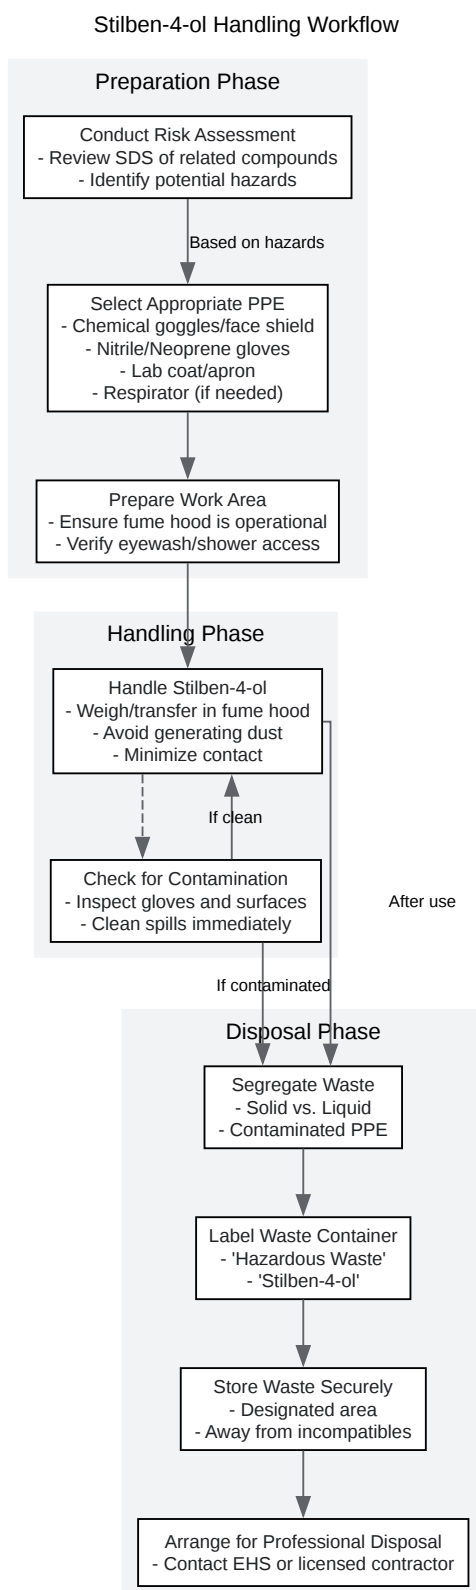 Stilben-4-ol Handling Workflow
Preparation Phase
Conduct Risk Assessment
- Review SDS of related compounds
- Identify potential hazards
Based on hazards
Select Appropriate PPE
- Chemical goggles/face shield
- Nitrile/Neoprene gloves
- Lab coat/apron
- Respirator (if needed)
Prepare Work Area
- Ensure fume hood is operational
- Verify eyewash/shower access
Handling Phase
Handle Stilben-4-ol
- Weigh/transfer in fume hood
- Avoid generating dust
- Minimize contact
If clean
Check for Contamination
- Inspect gloves and surfaces
- Clean spills immediately
After use
If contaminated
Disposal Phase
Segregate Waste
- Solid vs. Liquid
- Contaminated PPE
Label Waste Container
- 'Hazardous Waste'
- 'Stilben-4-ol'
Store Waste Securely
- Designated area
- Away from incompatibles
Arrange for Professional Disposal
- Contact EHS or licensed contractor